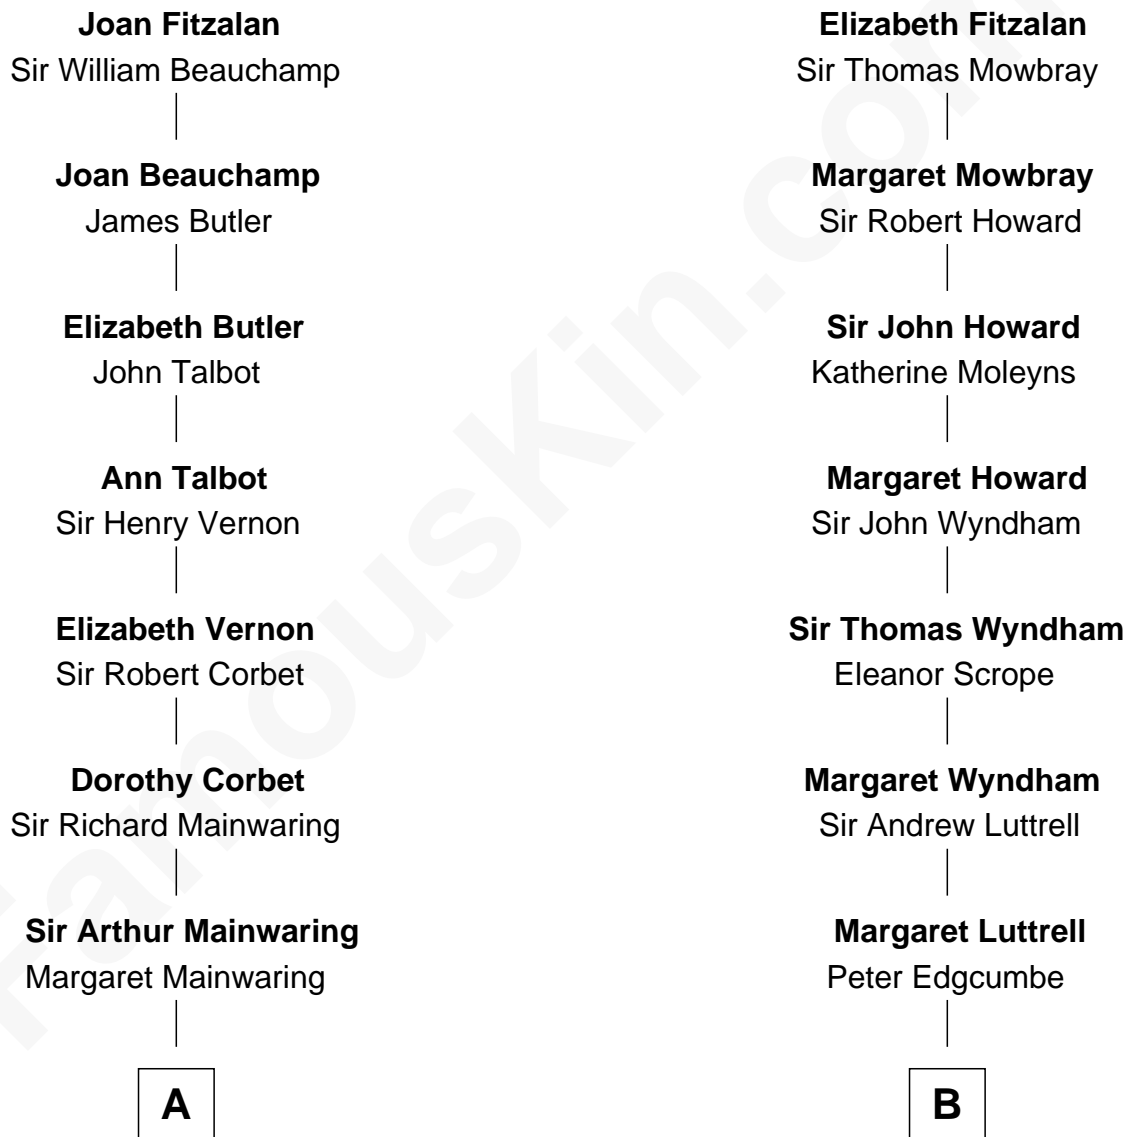 Joan Fitzalan
Sir William Beauchamp
Joan Beauchamp
James Butler
Elizabeth Butler
John Talbot
Ann Talbot
Sir Henry Vernon
Elizabeth Vernon
Sir Robert Corbet
Dorothy Corbet
Sir Richard Mainwaring
Sir Arthur Mainwaring
Margaret Mainwaring
A
Elizabeth Fitzalan
Sir Thomas Mowbray
Margaret Mowbray
Sir Robert Howard
Sir John Howard
Katherine Moleyns
Margaret Howard
Sir John Wyndham
Sir Thomas Wyndham
Eleanor Scrope
Margaret Wyndham
Sir Andrew Luttrell
Margaret Luttrell
Peter Edgcumbe
B
FamousKin.com